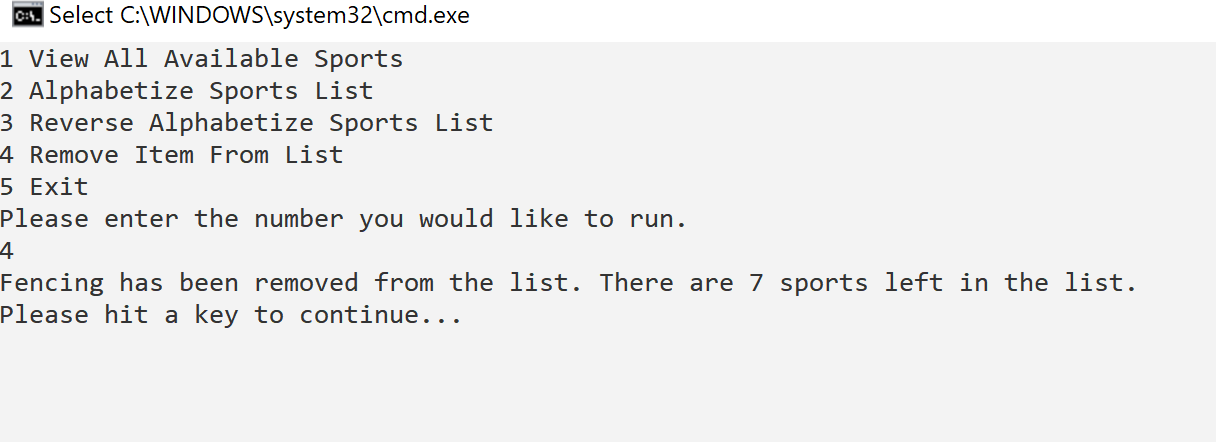 Select C:\WINDOWS\system32\cmd.exe
1 View All Available Sports
2 Alphabetize Sports List
3 Reverse Alphabetize Sports List
4 Remove Item From List
5 Exit
Please enter the number you would like to run.
4
Fencing has been removed from the list. There are 7 sports left in the list.
Please hit a key to continue...